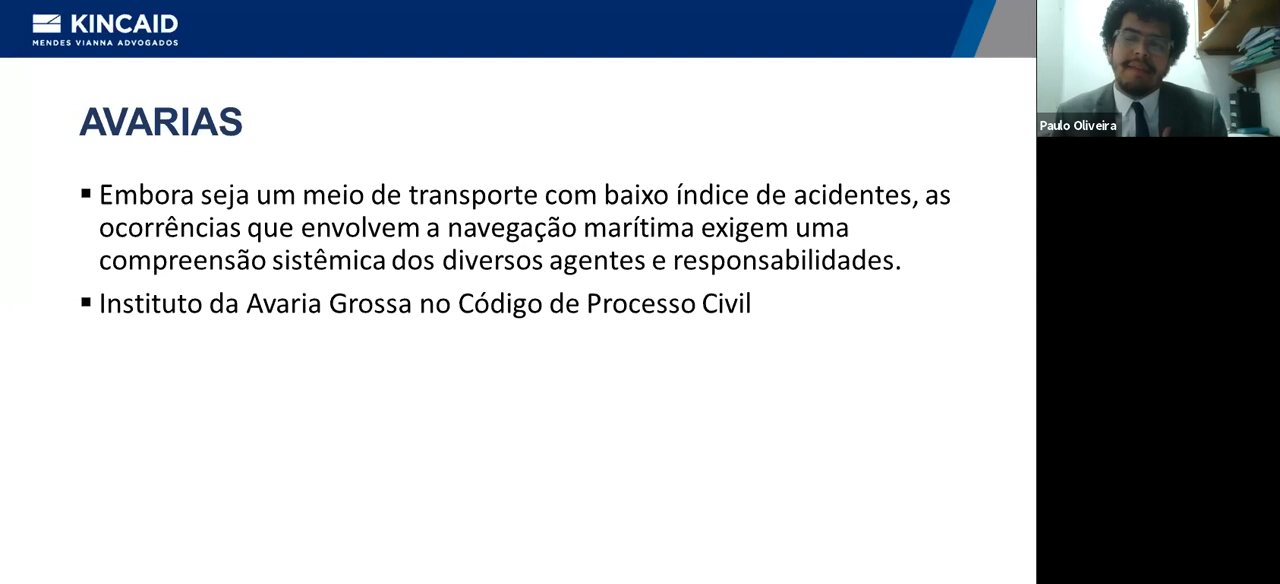 KINCAID
MENDES VIANNA ADVOGADOS
AVARIAS
▪ Embora seja um meio de transporte com baixo índice de acidentes, as
ocorrências que envolvem a navegação marítima exigem uma
compreensão sistêmica dos diversos agentes e responsabilidades.
▪ Instituto da Avaria Grossa no Código de Processo Civil
Paulo Oliveira